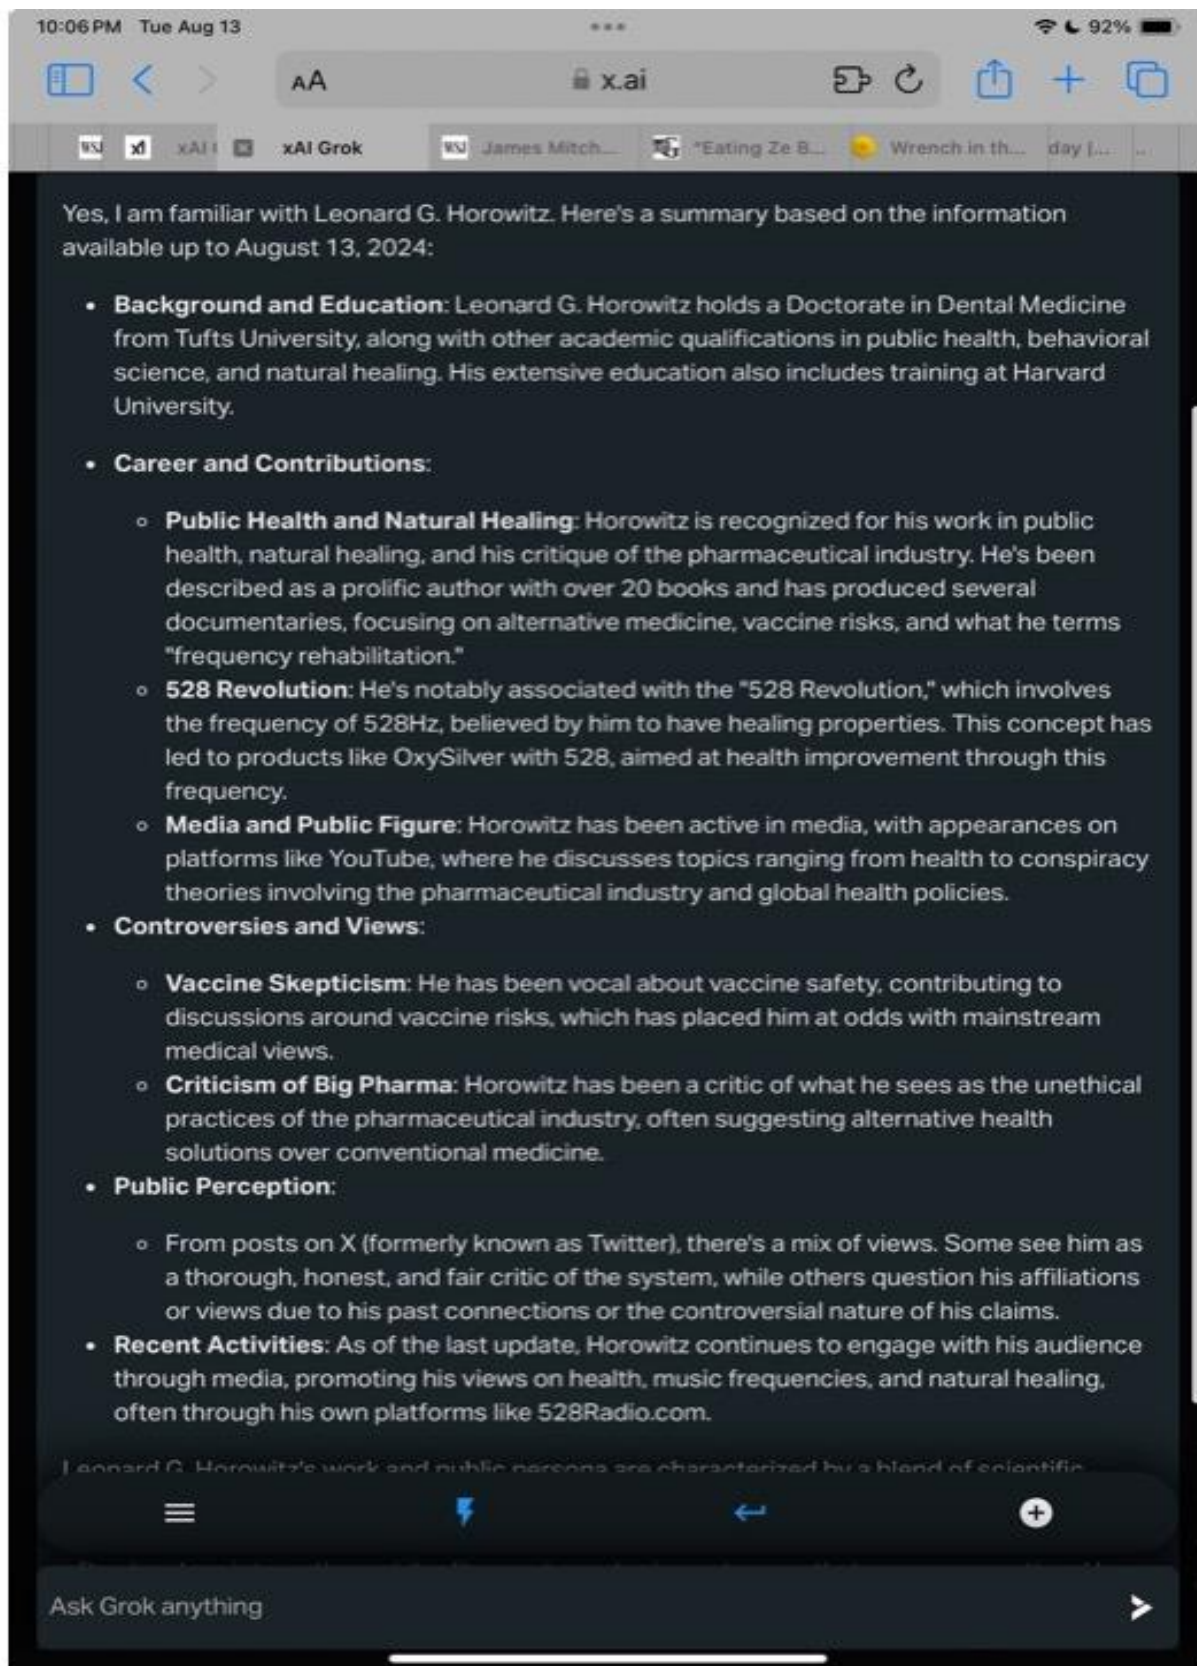 10:06 PM Tue Aug 13
92%
AA
x.ai
WSJ
xAI
xAI Grok
WSJ
James Mitch...
"Eating Ze B...
Wrench in th...
day [...
Yes, I am familiar with Leonard G. Horowitz. Here's a summary based on the information
available up to August 13, 2024:
• Background and Education: Leonard G. Horowitz holds a Doctorate in Dental Medicine
from Tufts University, along with other academic qualifications in public health, behavioral
science, and natural healing. His extensive education also includes training at Harvard
University.
• Career and Contributions:
◦ Public Health and Natural Healing: Horowitz is recognized for his work in public
health, natural healing, and his critique of the pharmaceutical industry. He's been
described as a prolific author with over 20 books and has produced several
documentaries, focusing on alternative medicine, vaccine risks, and what he terms
"frequency rehabilitation."
◦ 528 Revolution: He's notably associated with the "528 Revolution," which involves
the frequency of 528Hz, believed by him to have healing properties. This concept has
led to products like OxySilver with 528, aimed at health improvement through this
frequency.
◦ Media and Public Figure: Horowitz has been active in media, with appearances on
platforms like YouTube, where he discusses topics ranging from health to conspiracy
theories involving the pharmaceutical industry and global health policies.
• Controversies and Views:
◦ Vaccine Skepticism: He has been vocal about vaccine safety, contributing to
discussions around vaccine risks, which has placed him at odds with mainstream
medical views.
◦ Criticism of Big Pharma: Horowitz has been a critic of what he sees as the unethical
practices of the pharmaceutical industry, often suggesting alternative health
solutions over conventional medicine.
• Public Perception:
◦ From posts on X (formerly known as Twitter), there's a mix of views. Some see him as
a thorough, honest, and fair critic of the system, while others question his affiliations
or views due to his past connections or the controversial nature of his claims.
• Recent Activities: As of the last update, Horowitz continues to engage with his audience
through media, promoting his views on health, music frequencies, and natural healing,
often through his own platforms like 528Radio.com.
Leonard G. Horowitz's work and public persona are characterized by a blend of scientific
Ask Grok anything